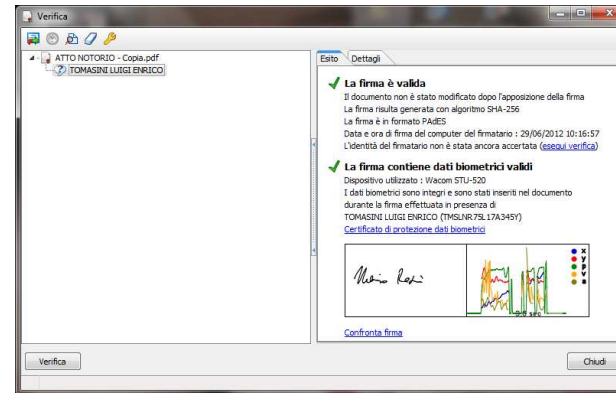 Verifica
ATTO NOTORIO - Copia.pdf
TOMASINI LUIGI ENRICO
Esito
Dettagli
La firma è valida
Il documento non è stato modificato dopo l'apposizione della firma
La firma risulta generata con algoritmo SHA-256
La firma è in formato PAdES
Data e ora di firma del computer del firmatario : 29/06/2012 10:16:57
L'identità del firmatario non è stata ancora accertata (esegui verifica)
La firma contiene dati biometrici validi
Dispositivo utilizzato : Wacom STU-520
I dati biometrici sono integri e sono stati inseriti nel documento
durante la firma effettuata in presenza di
TOMASINI LUIGI ENRICO (TMSLNR75L17A345Y)
Certificato di protezione dati biometrici
Mario Rossi
x
y
p
v
a
sec
Confronta firma
Verifica
Chiudi